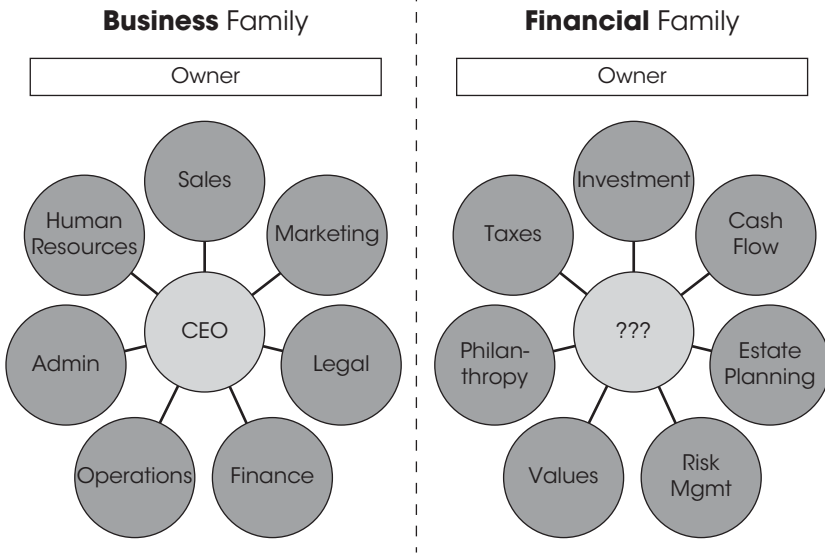 Business Family
Owner
Sales
Human
Resources
Marketing
CEO
Admin
Legal
Operations
Finance
Financial Family
Owner
Investment
Taxes
Cash
Flow
???
Philan-
thropy
Estate
Planning
Values
Risk
Mgmt